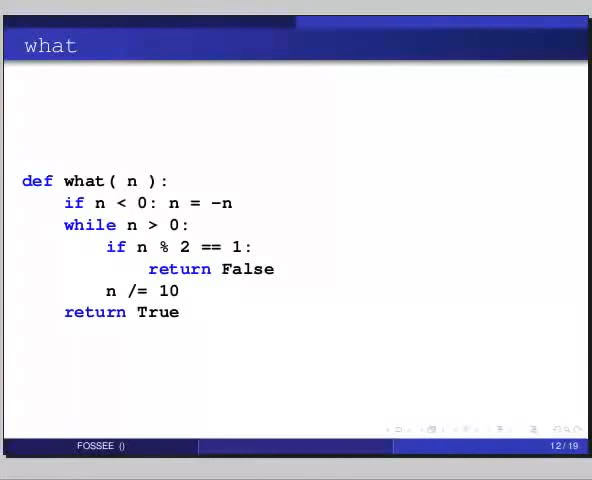 what
def what( n ):
    if n < 0: n = -n
    while n > 0:
        if n % 2 == 1:
            return False
        n /= 10
    return True
FOSSEE ()
12 / 19